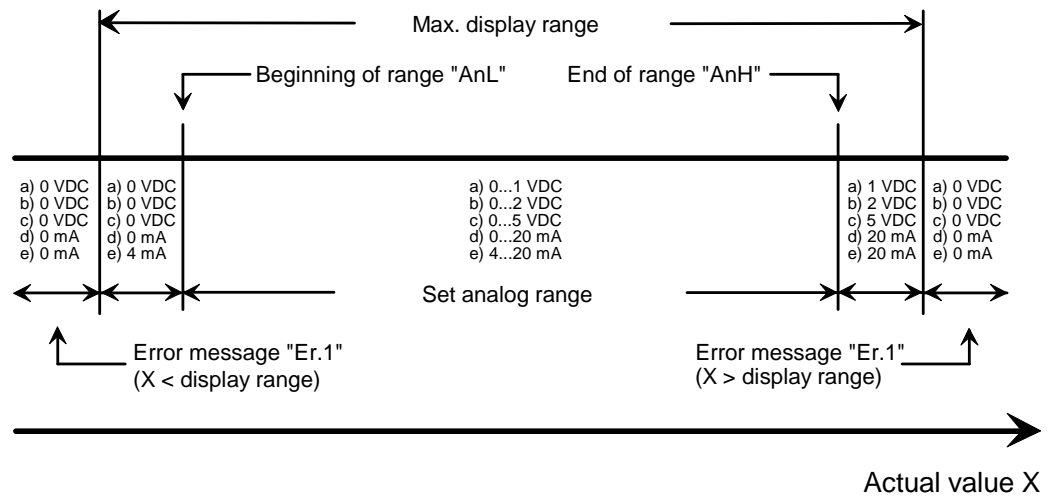 Max. display range
Beginning of range "AnL"
End of range "AnH"
a) 0 VDC
b) 0 VDC
c) 0 VDC
d) 0 mA
e) 0 mA
a) 0 VDC
b) 0 VDC
c) 0 VDC
d) 0 mA
e) 4 mA
a) 0...1 VDC
b) 0...2 VDC
c) 0...5 VDC
d) 0...20 mA
e) 4...20 mA
a) 1 VDC
b) 2 VDC
c) 5 VDC
d) 20 mA
e) 20 mA
a) 0 VDC
b) 0 VDC
c) 0 VDC
d) 0 mA
e) 0 mA
Set analog range
Error message "Er.1"
(X < display range)
Error message "Er.1"
(X > display range)
Actual value X